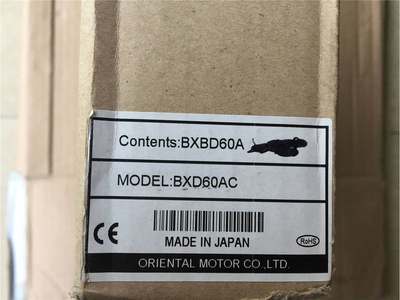 Contents:BXBD60A
MODEL:BXD60AC
CE
MADE IN JAPAN
RoHS
ORIENTAL MOTOR CO.,LTD.